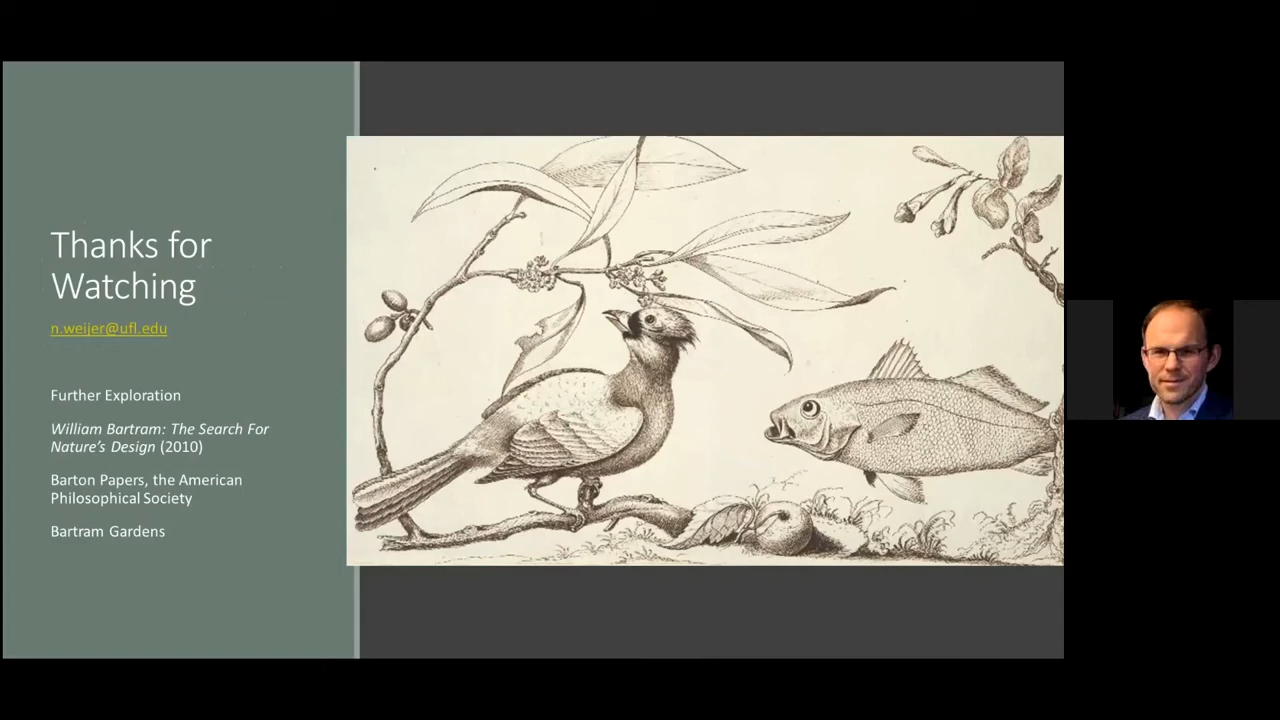 Thanks for
Watching
n.weijer@ufl.edu
Further Exploration
William Bartram: The Search For
Nature's Design (2010)
Barton Papers, the American
Philosophical Society
Bartram Gardens